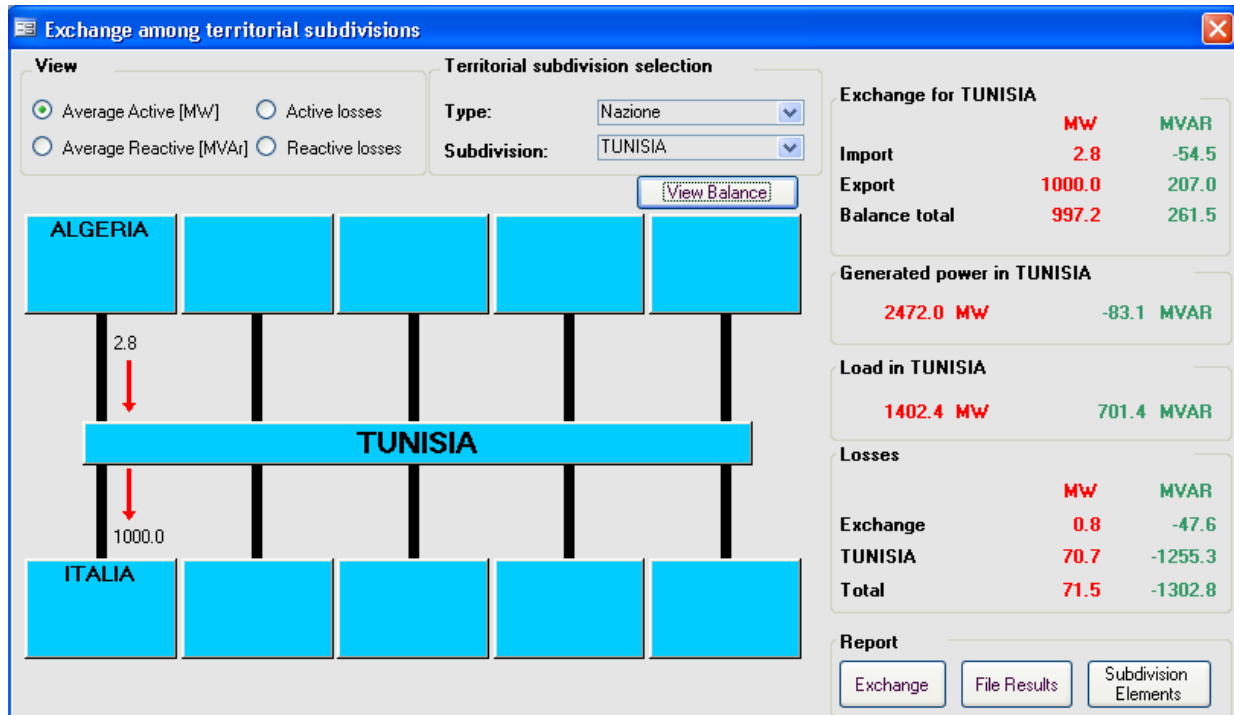 Exchange among territorial subdivisions
View
Average Active [MW] Active losses
Average Reactive [MVAr] Reactive losses
Territorial subdivision selection
Type: Nazione
Subdivision: TUNISIA
View Balance
ALGERIA
2.8
TUNISIA
1000.0
ITALIA
Exchange for TUNISIA
MW MVAR
Import 2.8 -54.5
Export 1000.0 207.0
Balance total 997.2 261.5
Generated power in TUNISIA
2472.0 MW -83.1 MVAR
Load in TUNISIA
1402.4 MW 701.4 MVAR
Losses
MW MVAR
Exchange 0.8 -47.6
TUNISIA 70.7 -1255.3
Total 71.5 -1302.8
Report
Exchange File Results Subdivision Elements